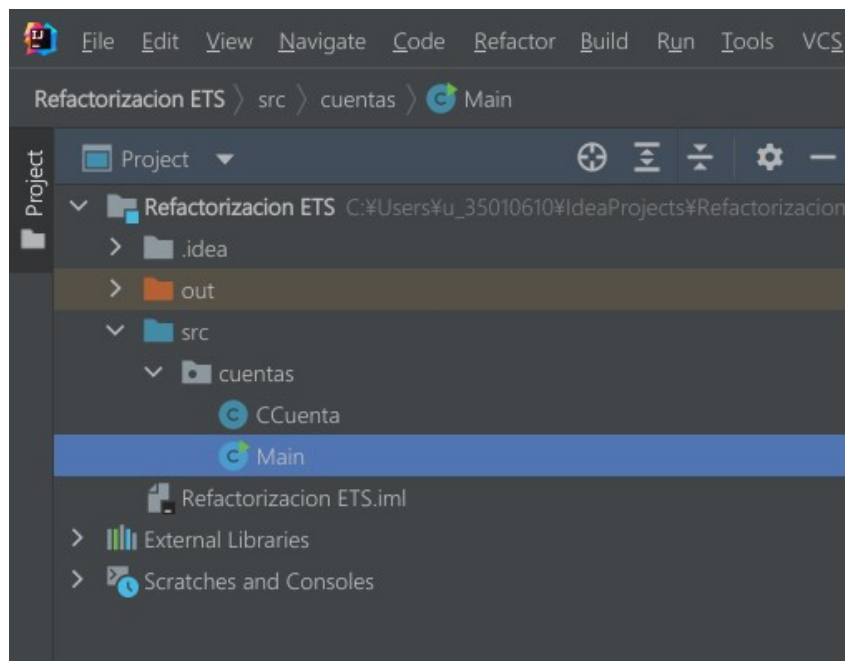 File Edit View Navigate Code Refactor Build Run Tools VCS
Refactorizacion ETS 〉 src 〉 cuentas 〉 Main
Project
Project
Refactorizacion ETS C:¥Users¥u_35010610¥IdeaProjects¥Refactorizacion
.idea
out
src
cuentas
CCuenta
Main
Refactorizacion ETS.iml
External Libraries
Scratches and Consoles